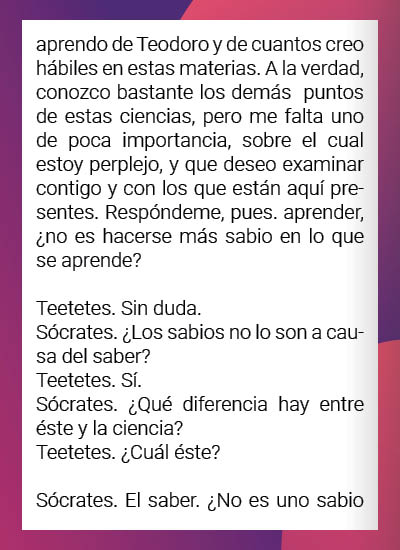 aprendo de Teodoro y de cuantos creo
hábiles en estas materias. A la verdad,
conozco bastante los demás  puntos
de estas ciencias, pero me falta uno
de poca importancia, sobre el cual
estoy perplejo, y que deseo examinar
contigo y con los que están aquí pre-
sentes. Respóndeme, pues. aprender,
¿no es hacerse más sabio en lo que
se aprende?

Teetetes. Sin duda.
Sócrates. ¿Los sabios no lo son a cau-
sa del saber?
Teetetes. Sí.
Sócrates. ¿Qué diferencia hay entre
éste y la ciencia?
Teetetes. ¿Cuál éste?

Sócrates. El saber. ¿No es uno sabio